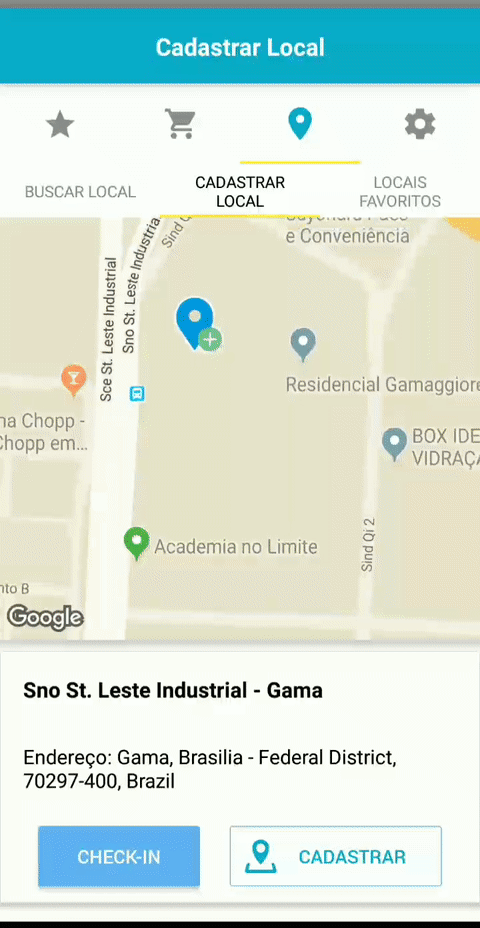 Cadastrar Local
BUSCAR LOCAL
CADASTRAR
LOCAL
LOCAIS
FAVORITOS
e Conveniência
Sce St. Leste Industrial
Sno St. Leste Industria
Sind Q
Residencial Gamaggiore
na Chopp -
Chopp em...
BOX IDE
VIDRAÇA
Academia no Limite
Sind Qi 2
nto B
Google
Sno St. Leste Industrial - Gama
Endereço: Gama, Brasilia - Federal District,
70297-400, Brazil
CHECK-IN
CADASTRAR